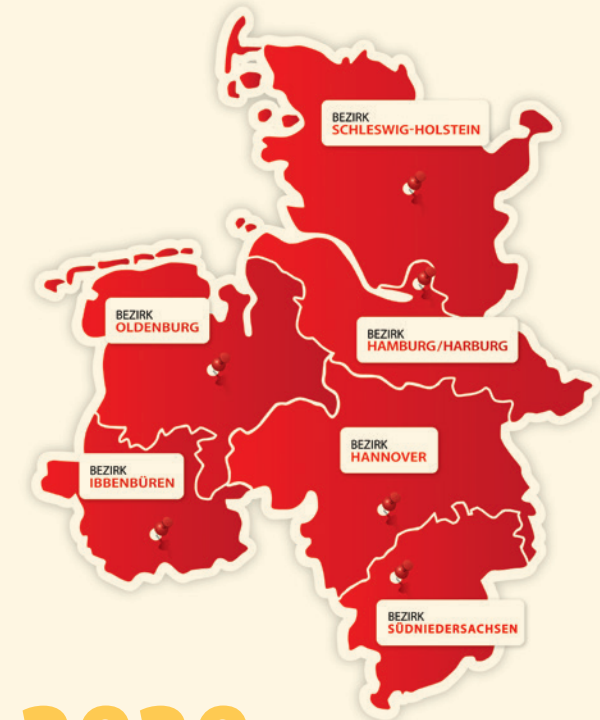 BEZIRK
SCHLESWIG-HOLSTEIN
BEZIRK
OLDENBURG
BEZIRK
HAMBURG/HARBURG
BEZIRK
HANNOVER
BEZIRK
IBBENBÜREN
BEZIRK
SÜDNIEDERSACHSEN